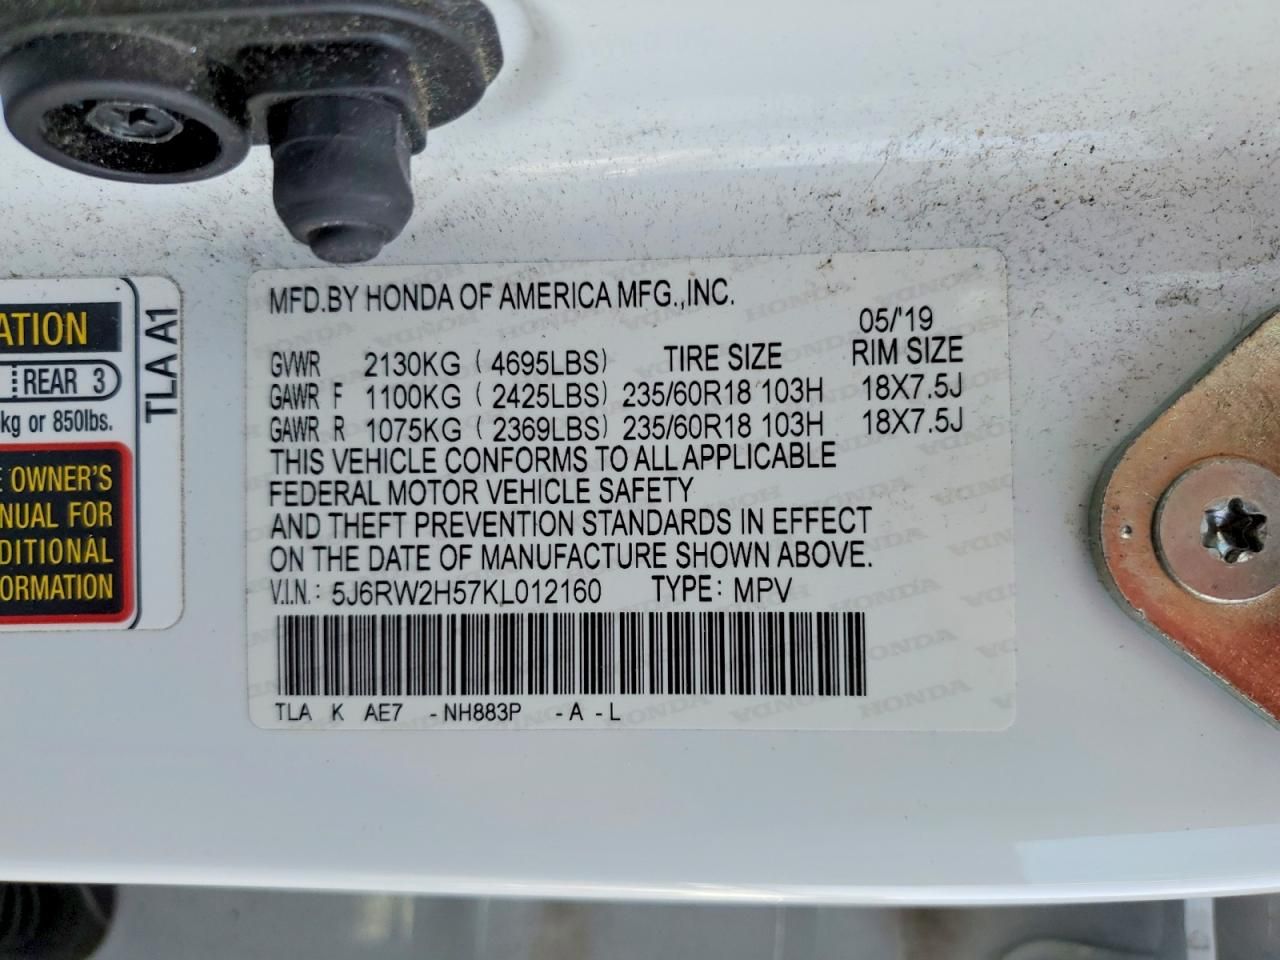 MFD.BY HONDA OF AMERICA MFG.,INC.
05/'19
GVWR 2130KG ( 4695LBS) TIRE SIZE RIM SIZE
GAWR F 1100KG ( 2425LBS) 235/60R18 103H 18X7.5J
GAWR R 1075KG ( 2369LBS) 235/60R18 103H 18X7.5J
THIS VEHICLE CONFORMS TO ALL APPLICABLE
FEDERAL MOTOR VEHICLE SAFETY
AND THEFT PREVENTION STANDARDS IN EFFECT
ON THE DATE OF MANUFACTURE SHOWN ABOVE.
V.I.N.: 5J6RW2H57KL012160 TYPE: MPV
TLA K AE7 -NH883P -A -L
ATION
REAR 3
kg or 850lbs.
E OWNER'S
NUAL FOR
DITIONAL
FORMATION
TLA A1